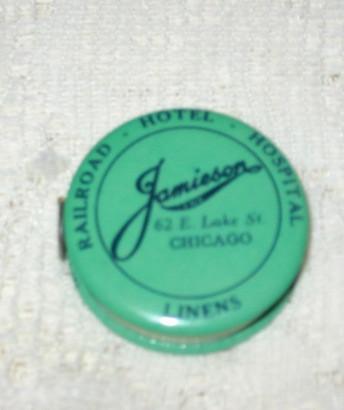 RAILROAD · HOTEL · HOSPITAL
Jamieson
62 E. Lake St.
CHICAGO
LINENS